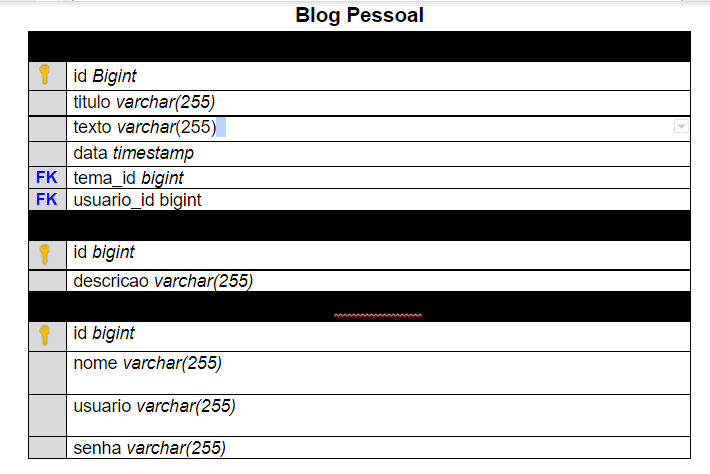 Blog Pessoal
id Bigint
titulo varchar(255)
texto varchar(255)
data timestamp
FK tema_id bigint
FK usuario_id bigint
id bigint
descricao varchar(255)
id bigint
nome varchar(255)
usuario varchar(255)
senha varchar(255)